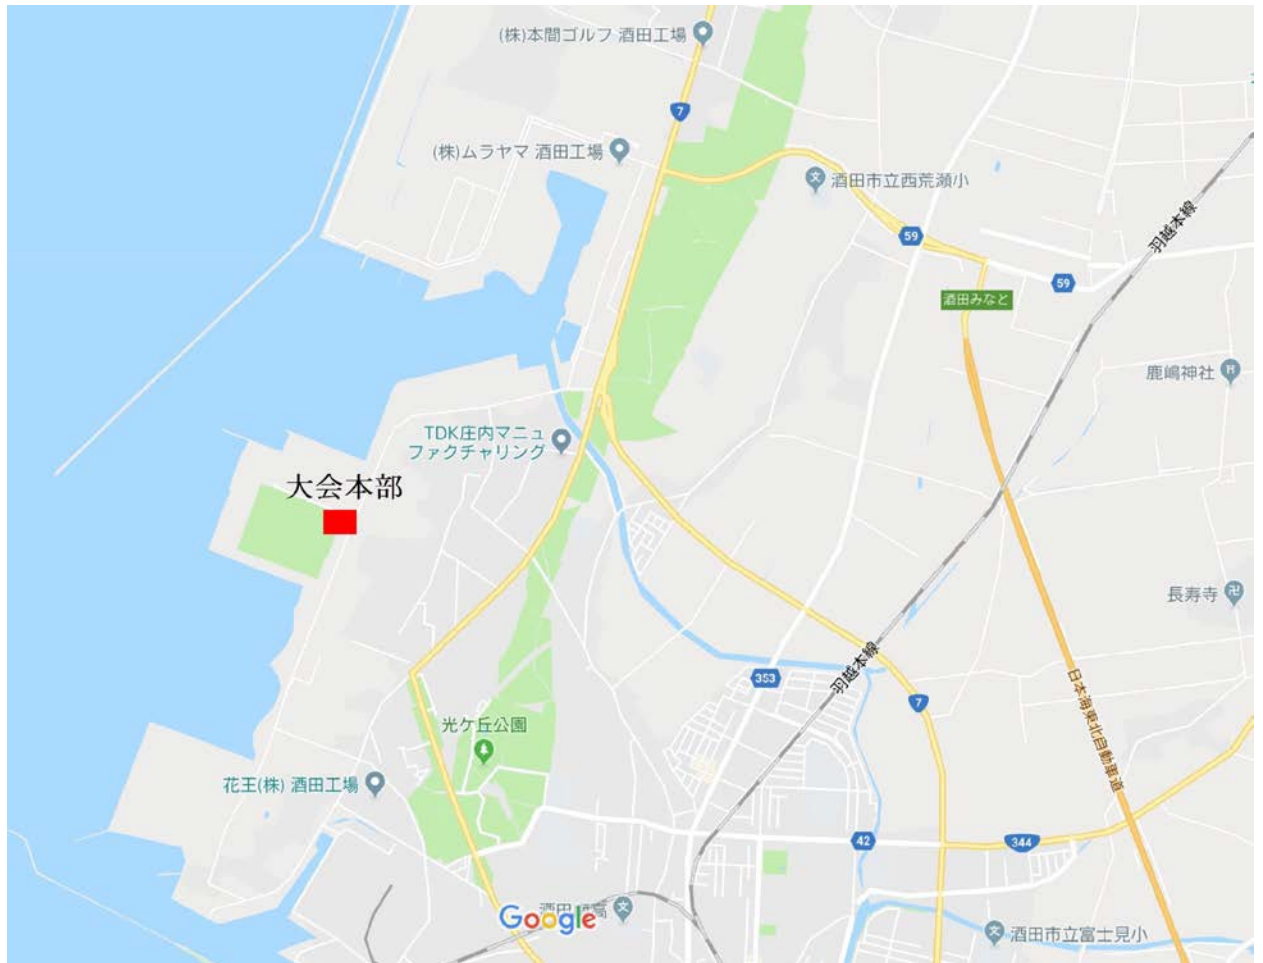 (株)本間ゴルフ 酒田工場
7
(株)ムラヤマ 酒田工場
酒田市立西荒瀬小
羽越本線
59
59
酒田みなと
鹿嶋神社
TDK庄内マニュ
ファクチャリング
大会本部
長寿寺
羽越本線
353
7
日本海東北自動車道
光ケ丘公園
花王(株) 酒田工場
42
344
Google
酒田市立富士見小